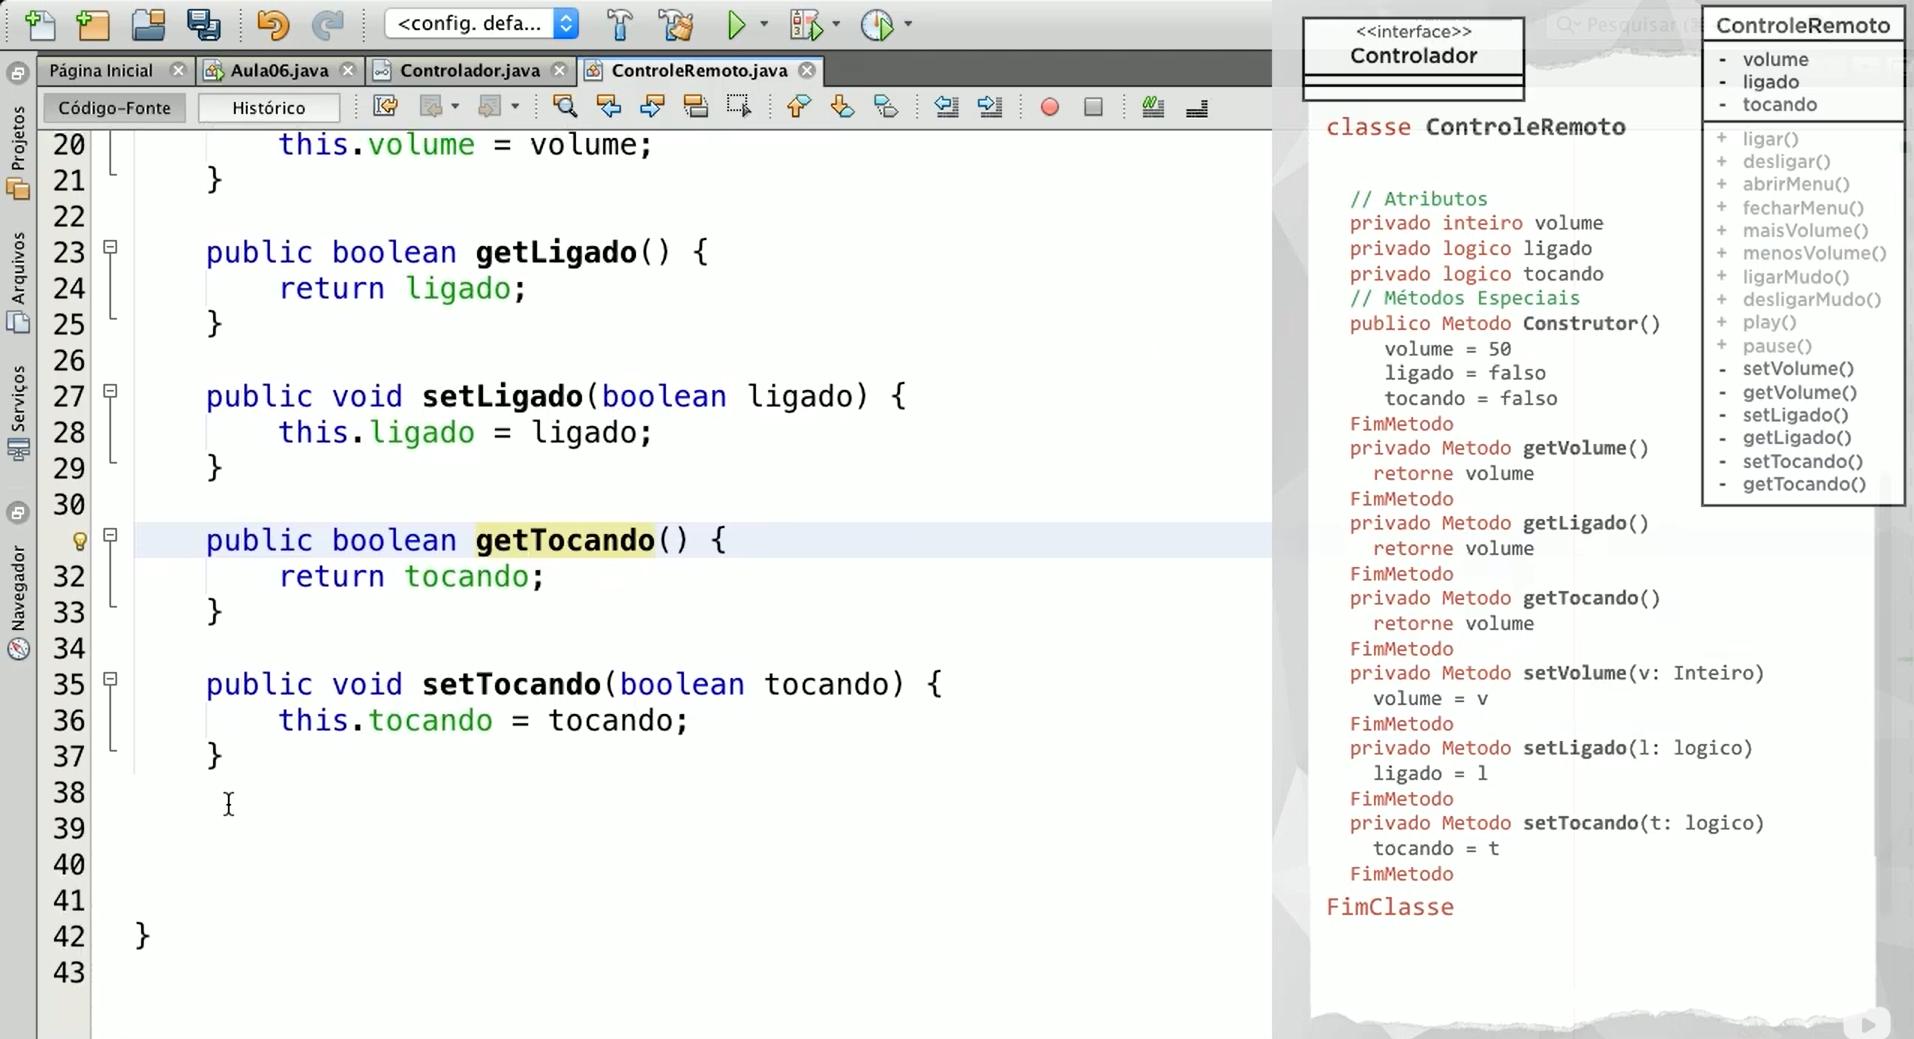 <config. defa...
Pesquisar
Página Inicial
Aula06.java
Controlador.java
ControleRemoto.java
Código-Fonte
Histórico
Projetos
Arquivos
Serviços
Navegador
20 this.volume = volume;
21 }
22
23 public boolean getLigado() {
24 return ligado;
25 }
26
27 public void setLigado(boolean ligado) {
28 this.ligado = ligado;
29 }
30
public boolean getTocando() {
32 return tocando;
33 }
34
35 public void setTocando(boolean tocando) {
36 this.tocando = tocando;
37 }
38
39
40
41
42 }
43
<<interface>>
Controlador
classe ControleRemoto
// Atributos
privado inteiro volume
privado logico ligado
privado logico tocando
// Métodos Especiais
publico Metodo Construtor()
volume = 50
ligado = falso
tocando = falso
FimMetodo
privado Metodo getVolume()
retorne volume
FimMetodo
privado Metodo getLigado()
retorne volume
FimMetodo
privado Metodo getTocando()
retorne volume
FimMetodo
privado Metodo setVolume(v: Inteiro)
volume = v
FimMetodo
privado Metodo setLigado(l: logico)
ligado = l
FimMetodo
privado Metodo setTocando(t: logico)
tocando = t
FimMetodo
FimClasse
ControleRemoto
- volume
- ligado
- tocando
+ ligar()
+ desligar()
+ abrirMenu()
+ fecharMenu()
+ maisVolume()
+ menosVolume()
+ ligarMudo()
+ desligarMudo()
+ play()
+ pause()
- setVolume()
- getVolume()
- setLigado()
- getLigado()
- setTocando()
- getTocando()